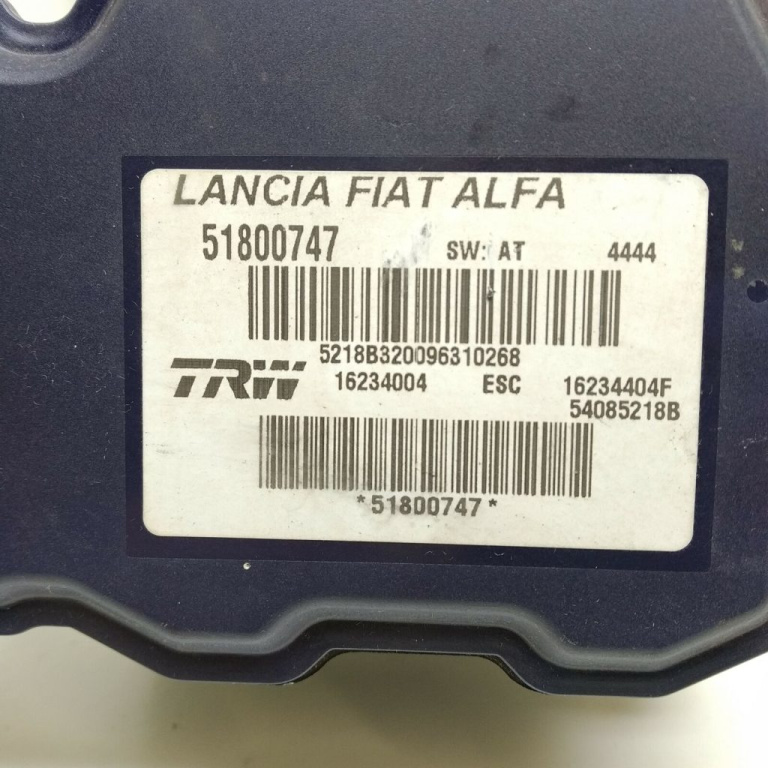 LANCIA FIAT ALFA
51800747 SW: AT 4444
5218B320096310268
TRW 16234004 ESC 16234404F
54085218B
*51800747*